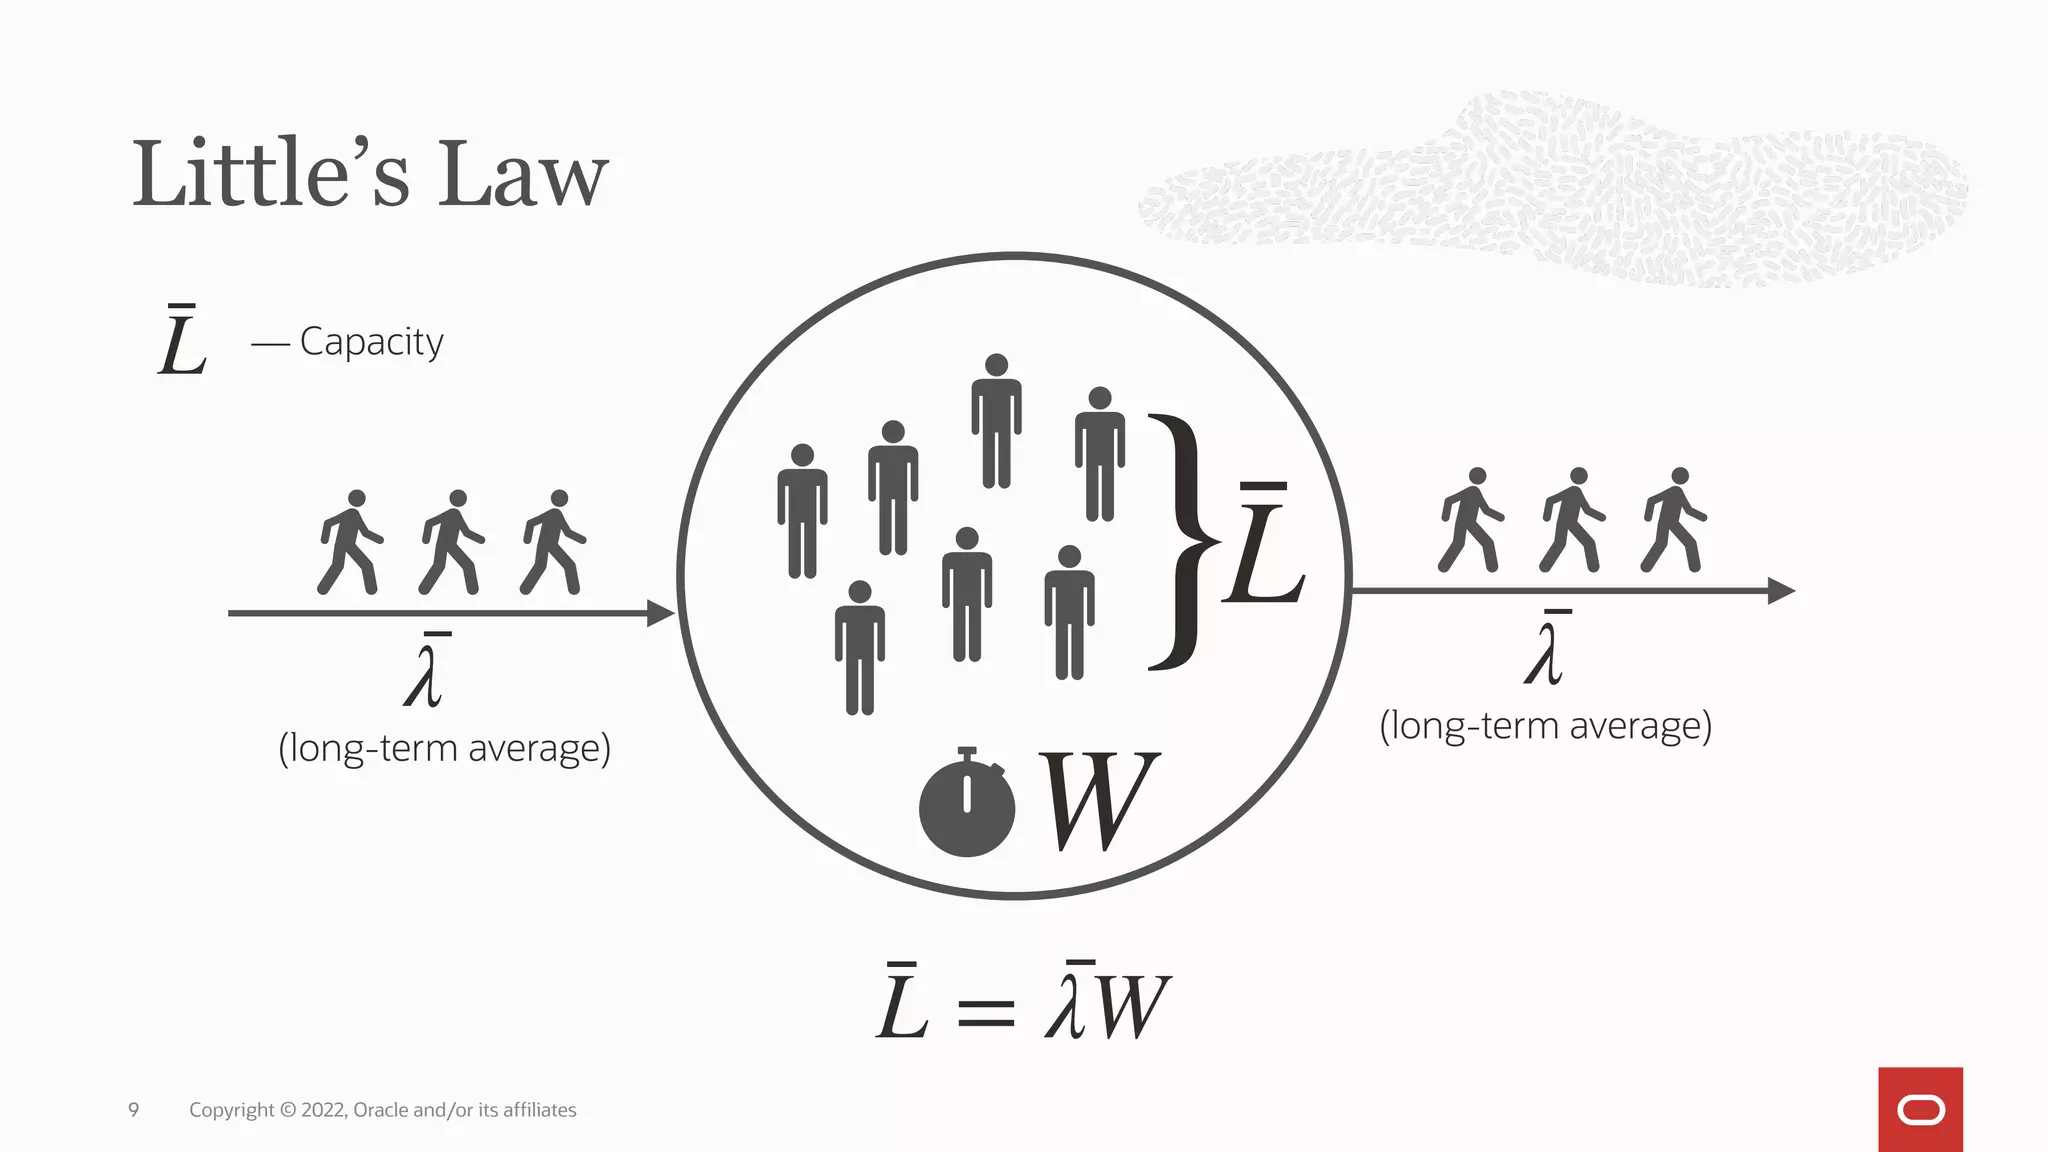 Little’s Law
L̄ — Capacity
} L̄
λ̄
(long-term average)
λ̄
(long-term average)
W
L̄ = λ̄W
9 Copyright © 2022, Oracle and/or its affiliates